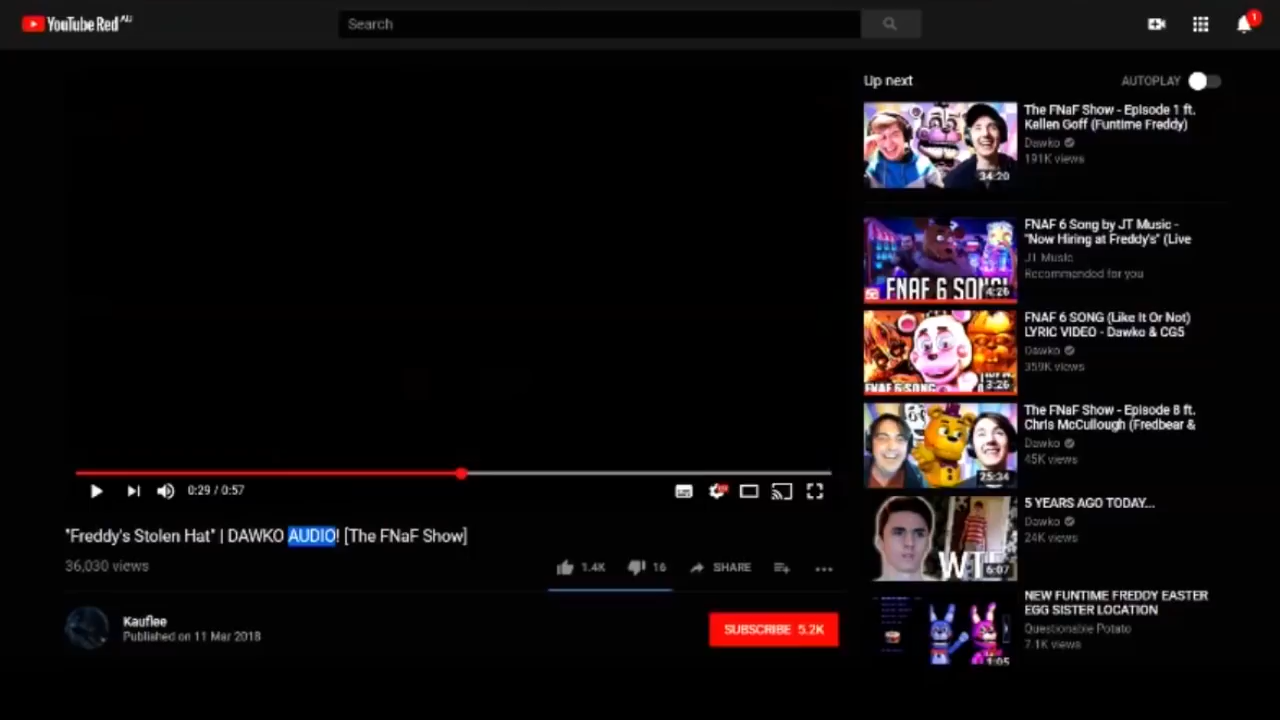 YouTube Red AU
Search
1
Up next
AUTOPLAY
The FNaF Show - Episode 1 ft.
Kellen Goff (Funtime Freddy)
Dawko
191K views
34:20
FNAF 6 Song by JT Music -
"Now Hiring at Freddy's" (Live
JT Music
Recommended for you
FNAF 6 SONG!
4:26
FNAF 6 SONG (Like It Or Not)
LYRIC VIDEO - Dawko & CG5
Dawko
359K views
FNAF 6 SONG
3:26
The FNaF Show - Episode 8 ft.
Chris McCullough (Fredbear &
Dawko
45K views
25:34
5 YEARS AGO TODAY...
Dawko
24K views
WTF
6:07
NEW FUNTIME FREDDY EASTER
EGG SISTER LOCATION
Questionable Potato
7.1K views
1:05
0:29 / 0:57
"Freddy's Stolen Hat" | DAWKO AUDIO! [The FNaF Show]
36,030 views
1.4K
16
SHARE
Kauflee
Published on 11 Mar 2018
SUBSCRIBE 5.2K